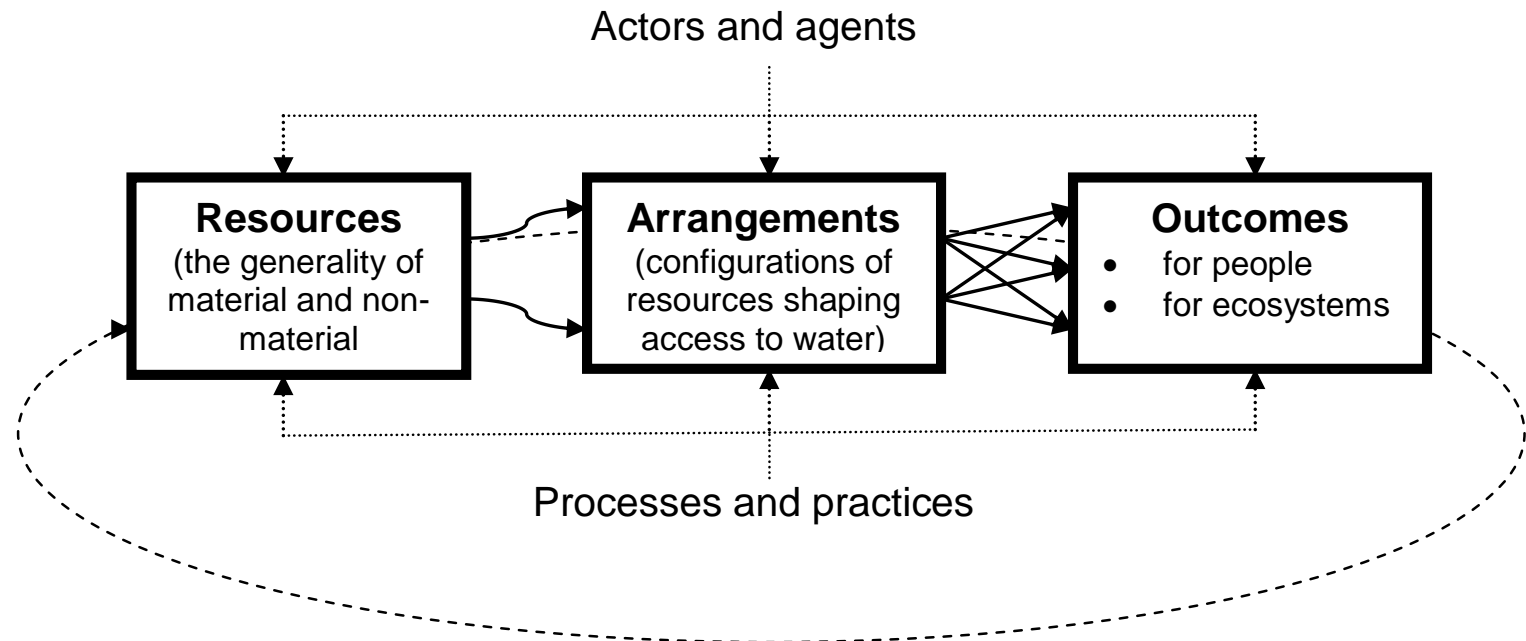 Actors and agents
Resources
(the generality of
material and non-
material
Arrangements
(configurations of
resources shaping
access to water)
Outcomes
• for people
• for ecosystems
Processes and practices